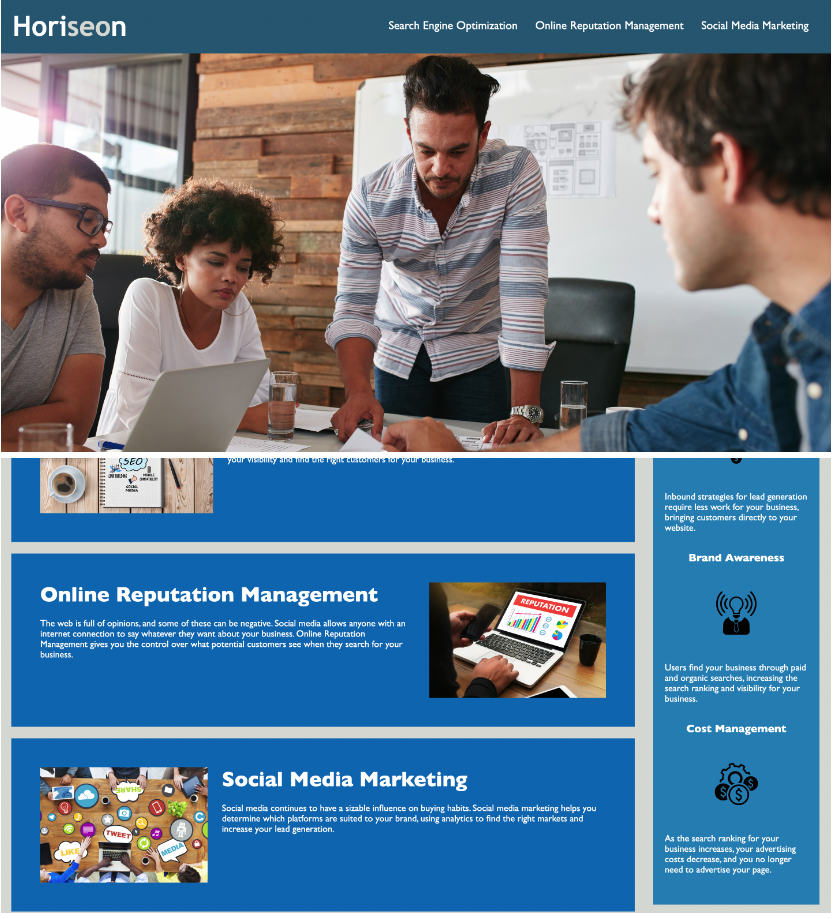 Horiseon
Search Engine Optimization Online Reputation Management Social Media Marketing
your visibility and find the right customers for your business.
SEO
SOCIAL
MEDIA
Inbound strategies for lead generation
require less work for your business,
bringing customers directly to your
website.
Online Reputation Management
The web is full of opinions, and some of these can be negative. Social media allows anyone with an
internet connection to say whatever they want about your business. Online Reputation
Management gives you the control over what potential customers see when they search for your
business.
REPUTATION
Brand Awareness
Users find your business through paid
and organic searches, increasing the
search ranking and visibility for your
business.
Social Media Marketing
Social media continues to have a sizable influence on buying habits. Social media marketing helps you
determine which platforms are suited to your brand, using analytics to find the right markets and
increase your lead generation.
SHARE
TWEET
LIKE
MEDIA
Cost Management
As the search ranking for your
business increases, your advertising
costs decrease, and you no longer
need to advertise your page.